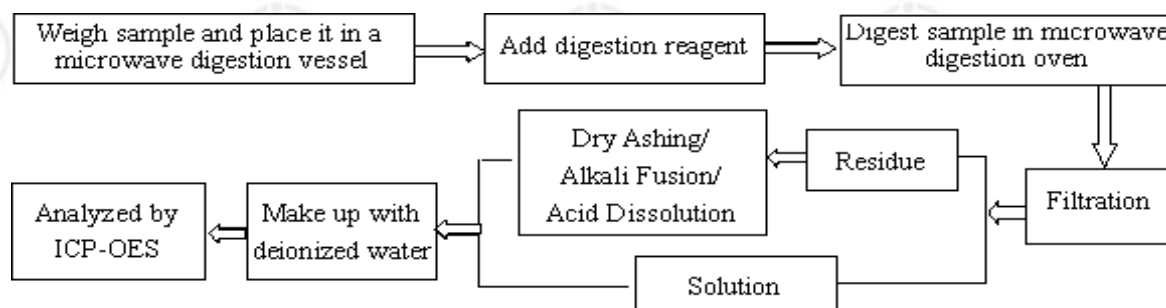 Weigh sample and place it in a
microwave digestion vessel
Add digestion reagent
Digest sample in microwave
digestion oven
Filtration
Residue
Dry Ashing/
Alkali Fusion/
Acid Dissolution
Solution
Make up with
deionized water
Analyzed by
ICP-OES